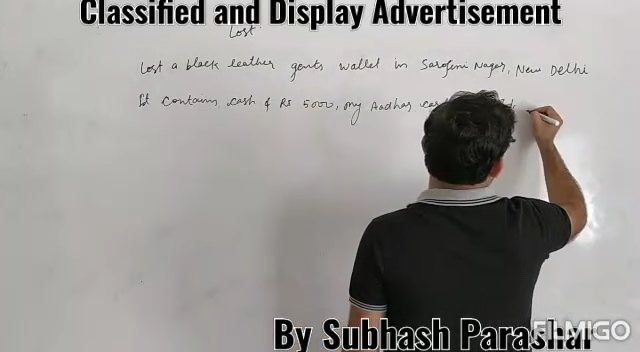 Classified and Display Advertisement
Lost
Lost a black leather gents wallet in Sarojini Nagar, New Delhi
It contains cash of Rs 5000, my Aadhar
By Subhash Parashar
FILMIGO